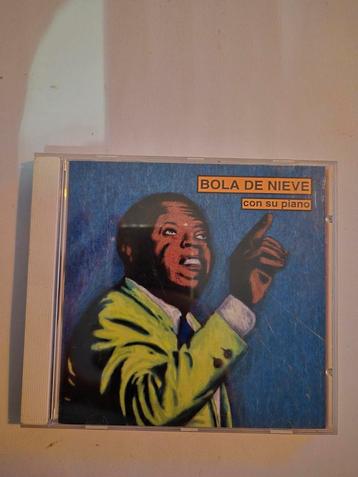 BOLA DE NIEVE
con su piano